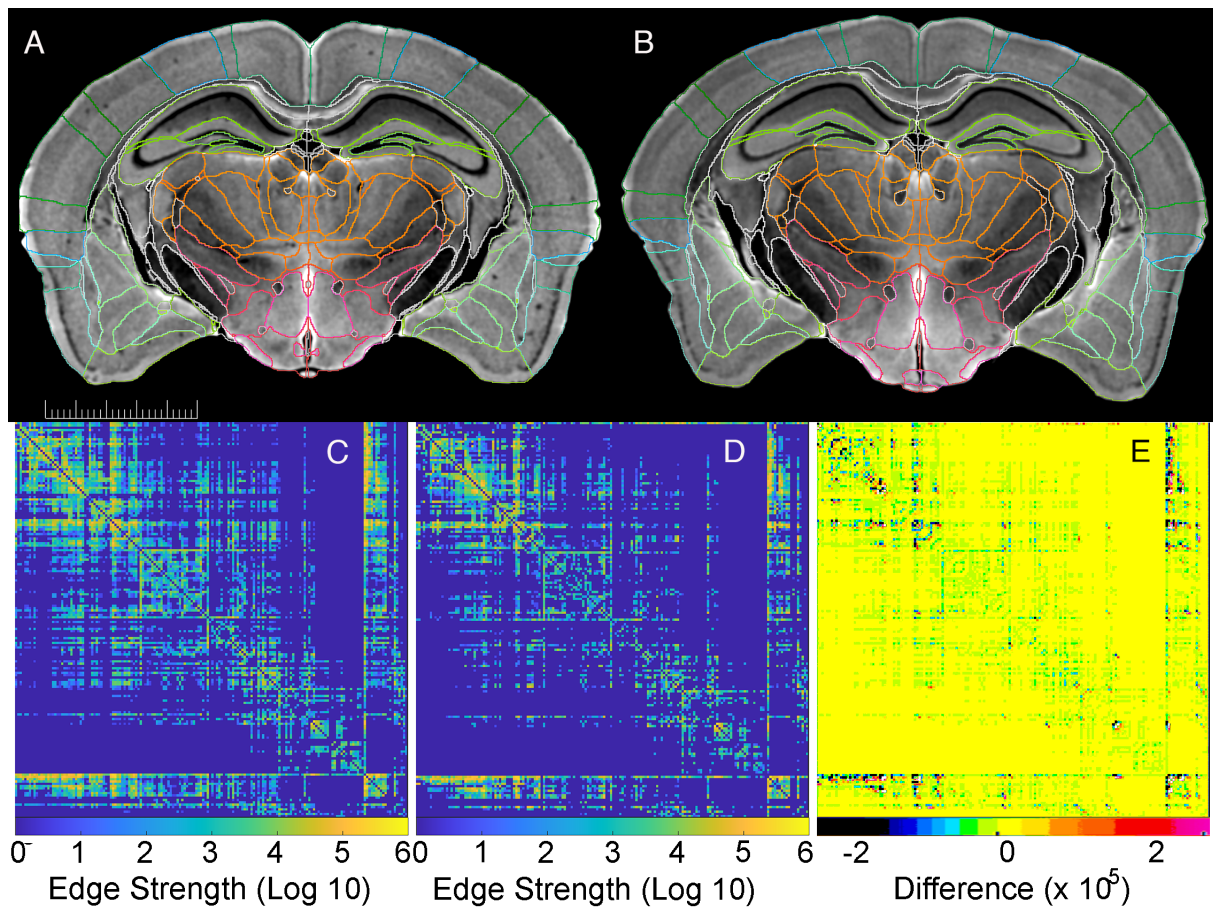 A
B
C
D
E
0 1 2 3 4 5 6
0 1 2 3 4 5 6
-2 0 2
Edge Strength (Log 10)
Edge Strength (Log 10)
Difference (x 10⁵)